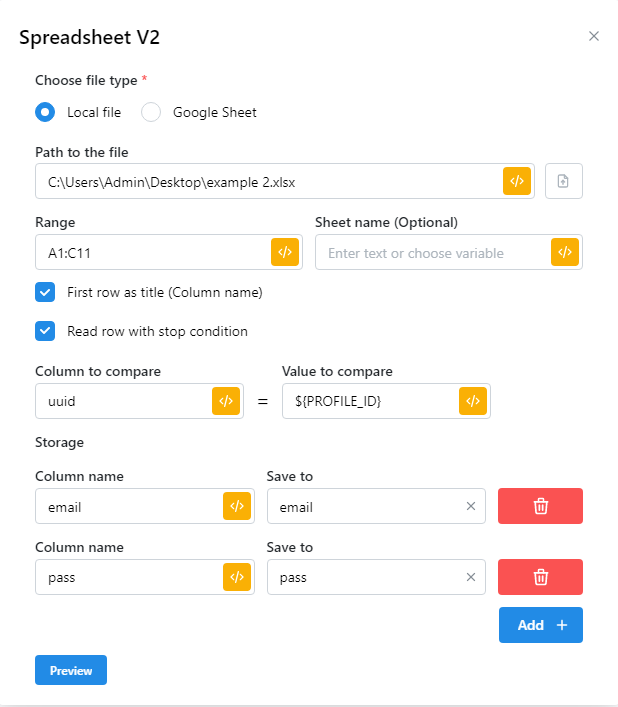 Spreadsheet V2
Choose file type *
Local file Google Sheet
Path to the file
C:\Users\Admin\Desktop\example 2.xlsx </>
Range Sheet name (Optional)
A1:C11 </> Enter text or choose variable </>
First row as title (Column name)
Read row with stop condition
Column to compare Value to compare
uuid </> = ${PROFILE_ID} </>
Storage
Column name Save to
email </> email
Column name Save to
pass </> pass
Add +
Preview